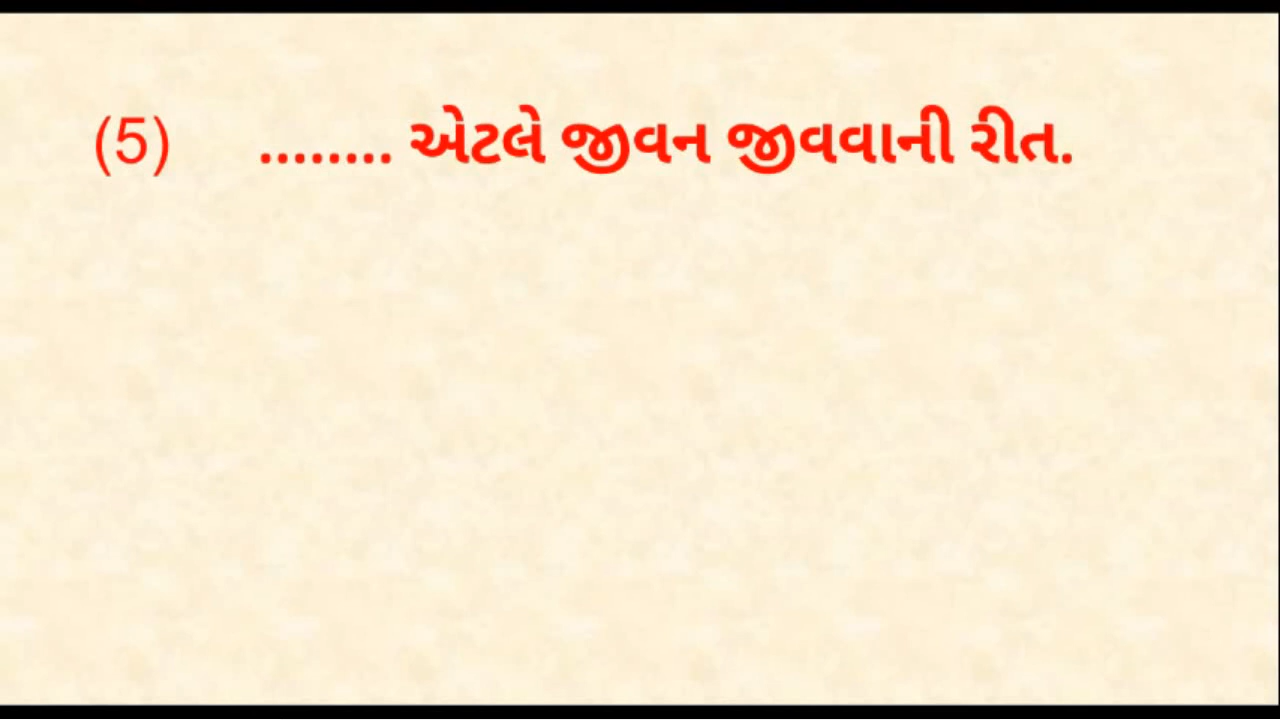 (5) ........ એટલે જીવન જીવવાની રીત.